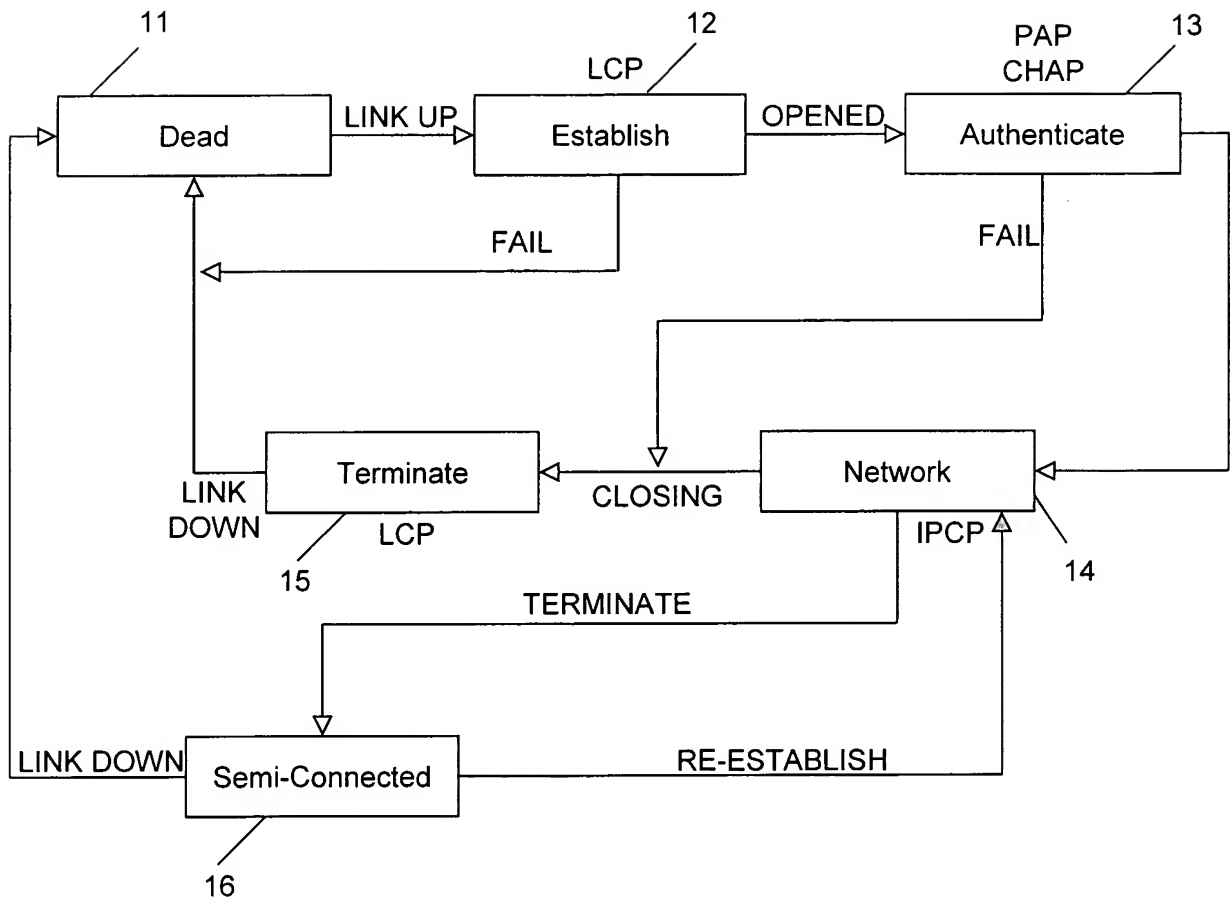 11
12
13
LCP
PAP
CHAP
Dead
LINK UP
Establish
OPENED
Authenticate
FAIL
FAIL
Terminate
Network
LINK
DOWN
CLOSING
LCP
IPCP
15
14
TERMINATE
LINK DOWN
Semi-Connected
RE-ESTABLISH
16